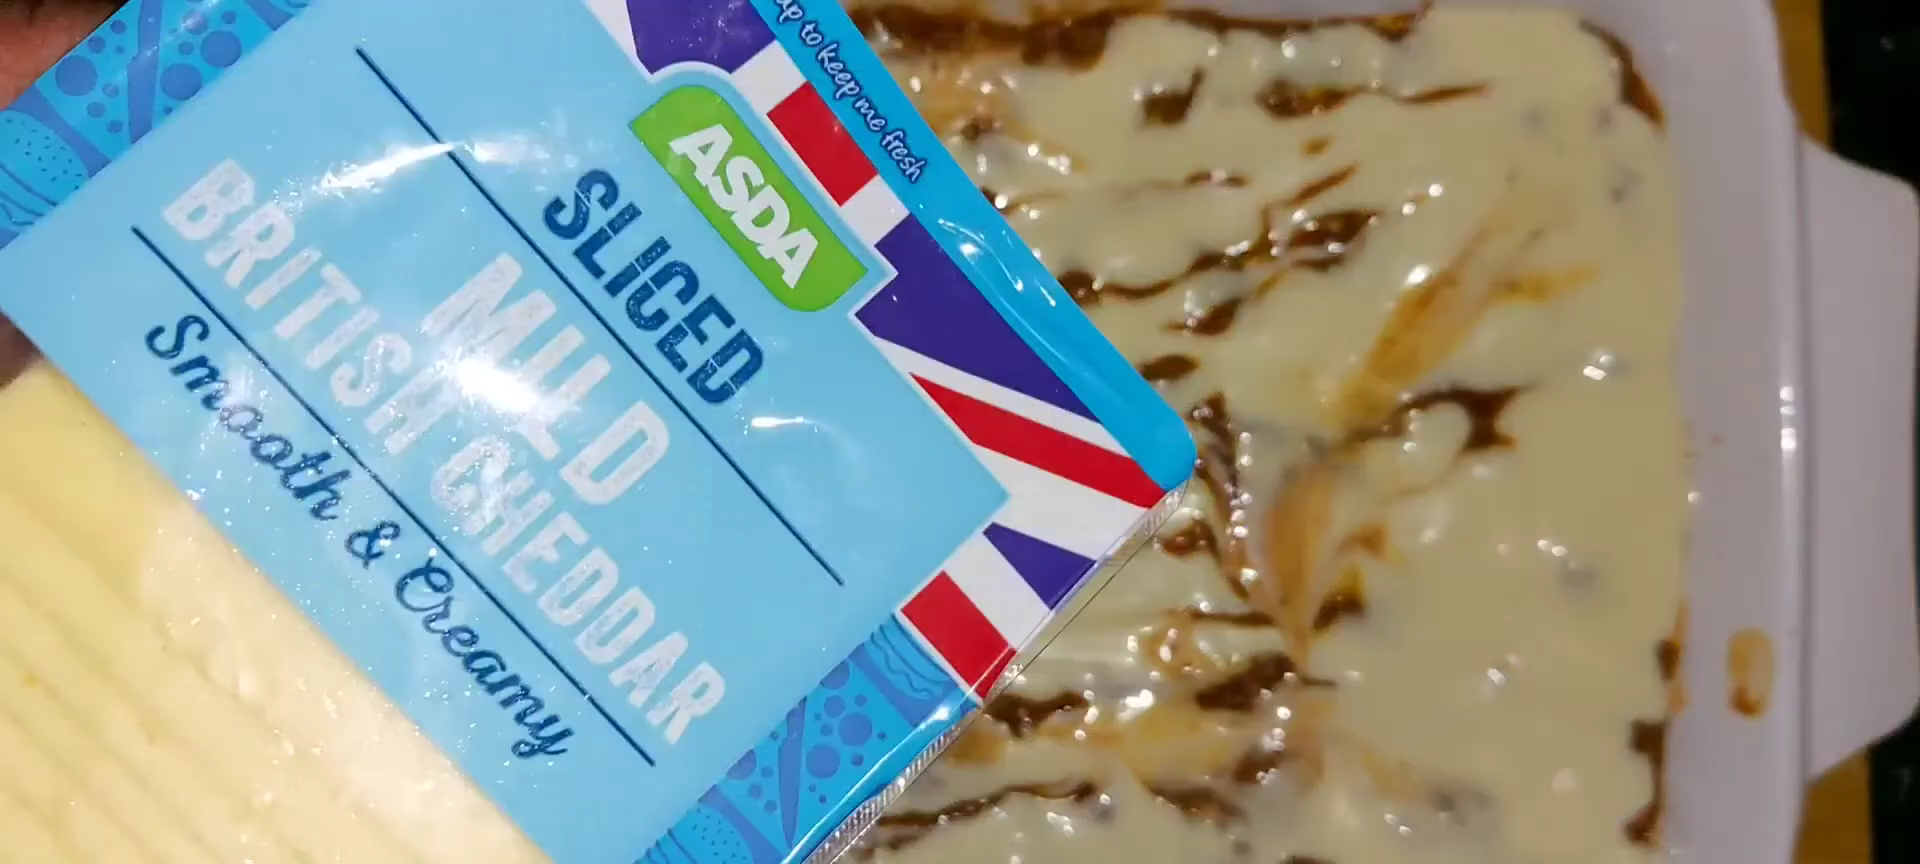 ap to keep me fresh
ASDA
SLICED
MILD
BRITISH CHEDDAR
Smooth & Creamy